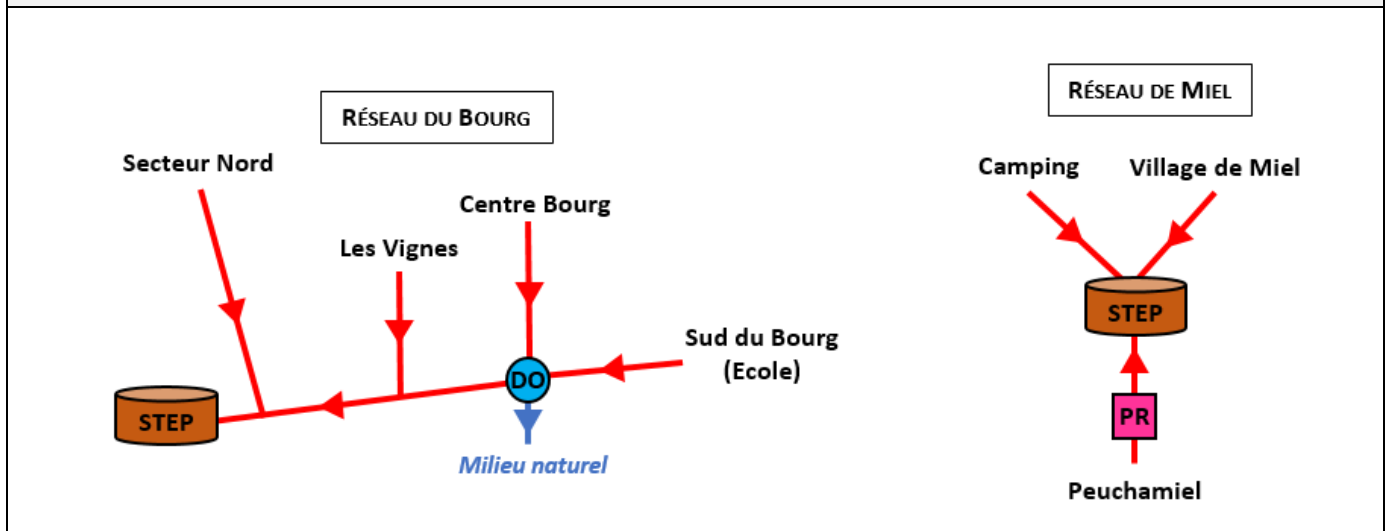 RÉSEAU DU BOURG
RÉSEAU DE MIEL
Secteur Nord
Camping
Village de Miel
Centre Bourg
Les Vignes
STEP
Sud du Bourg
(Ecole)
DO
STEP
PR
Milieu naturel
Peuchamiel